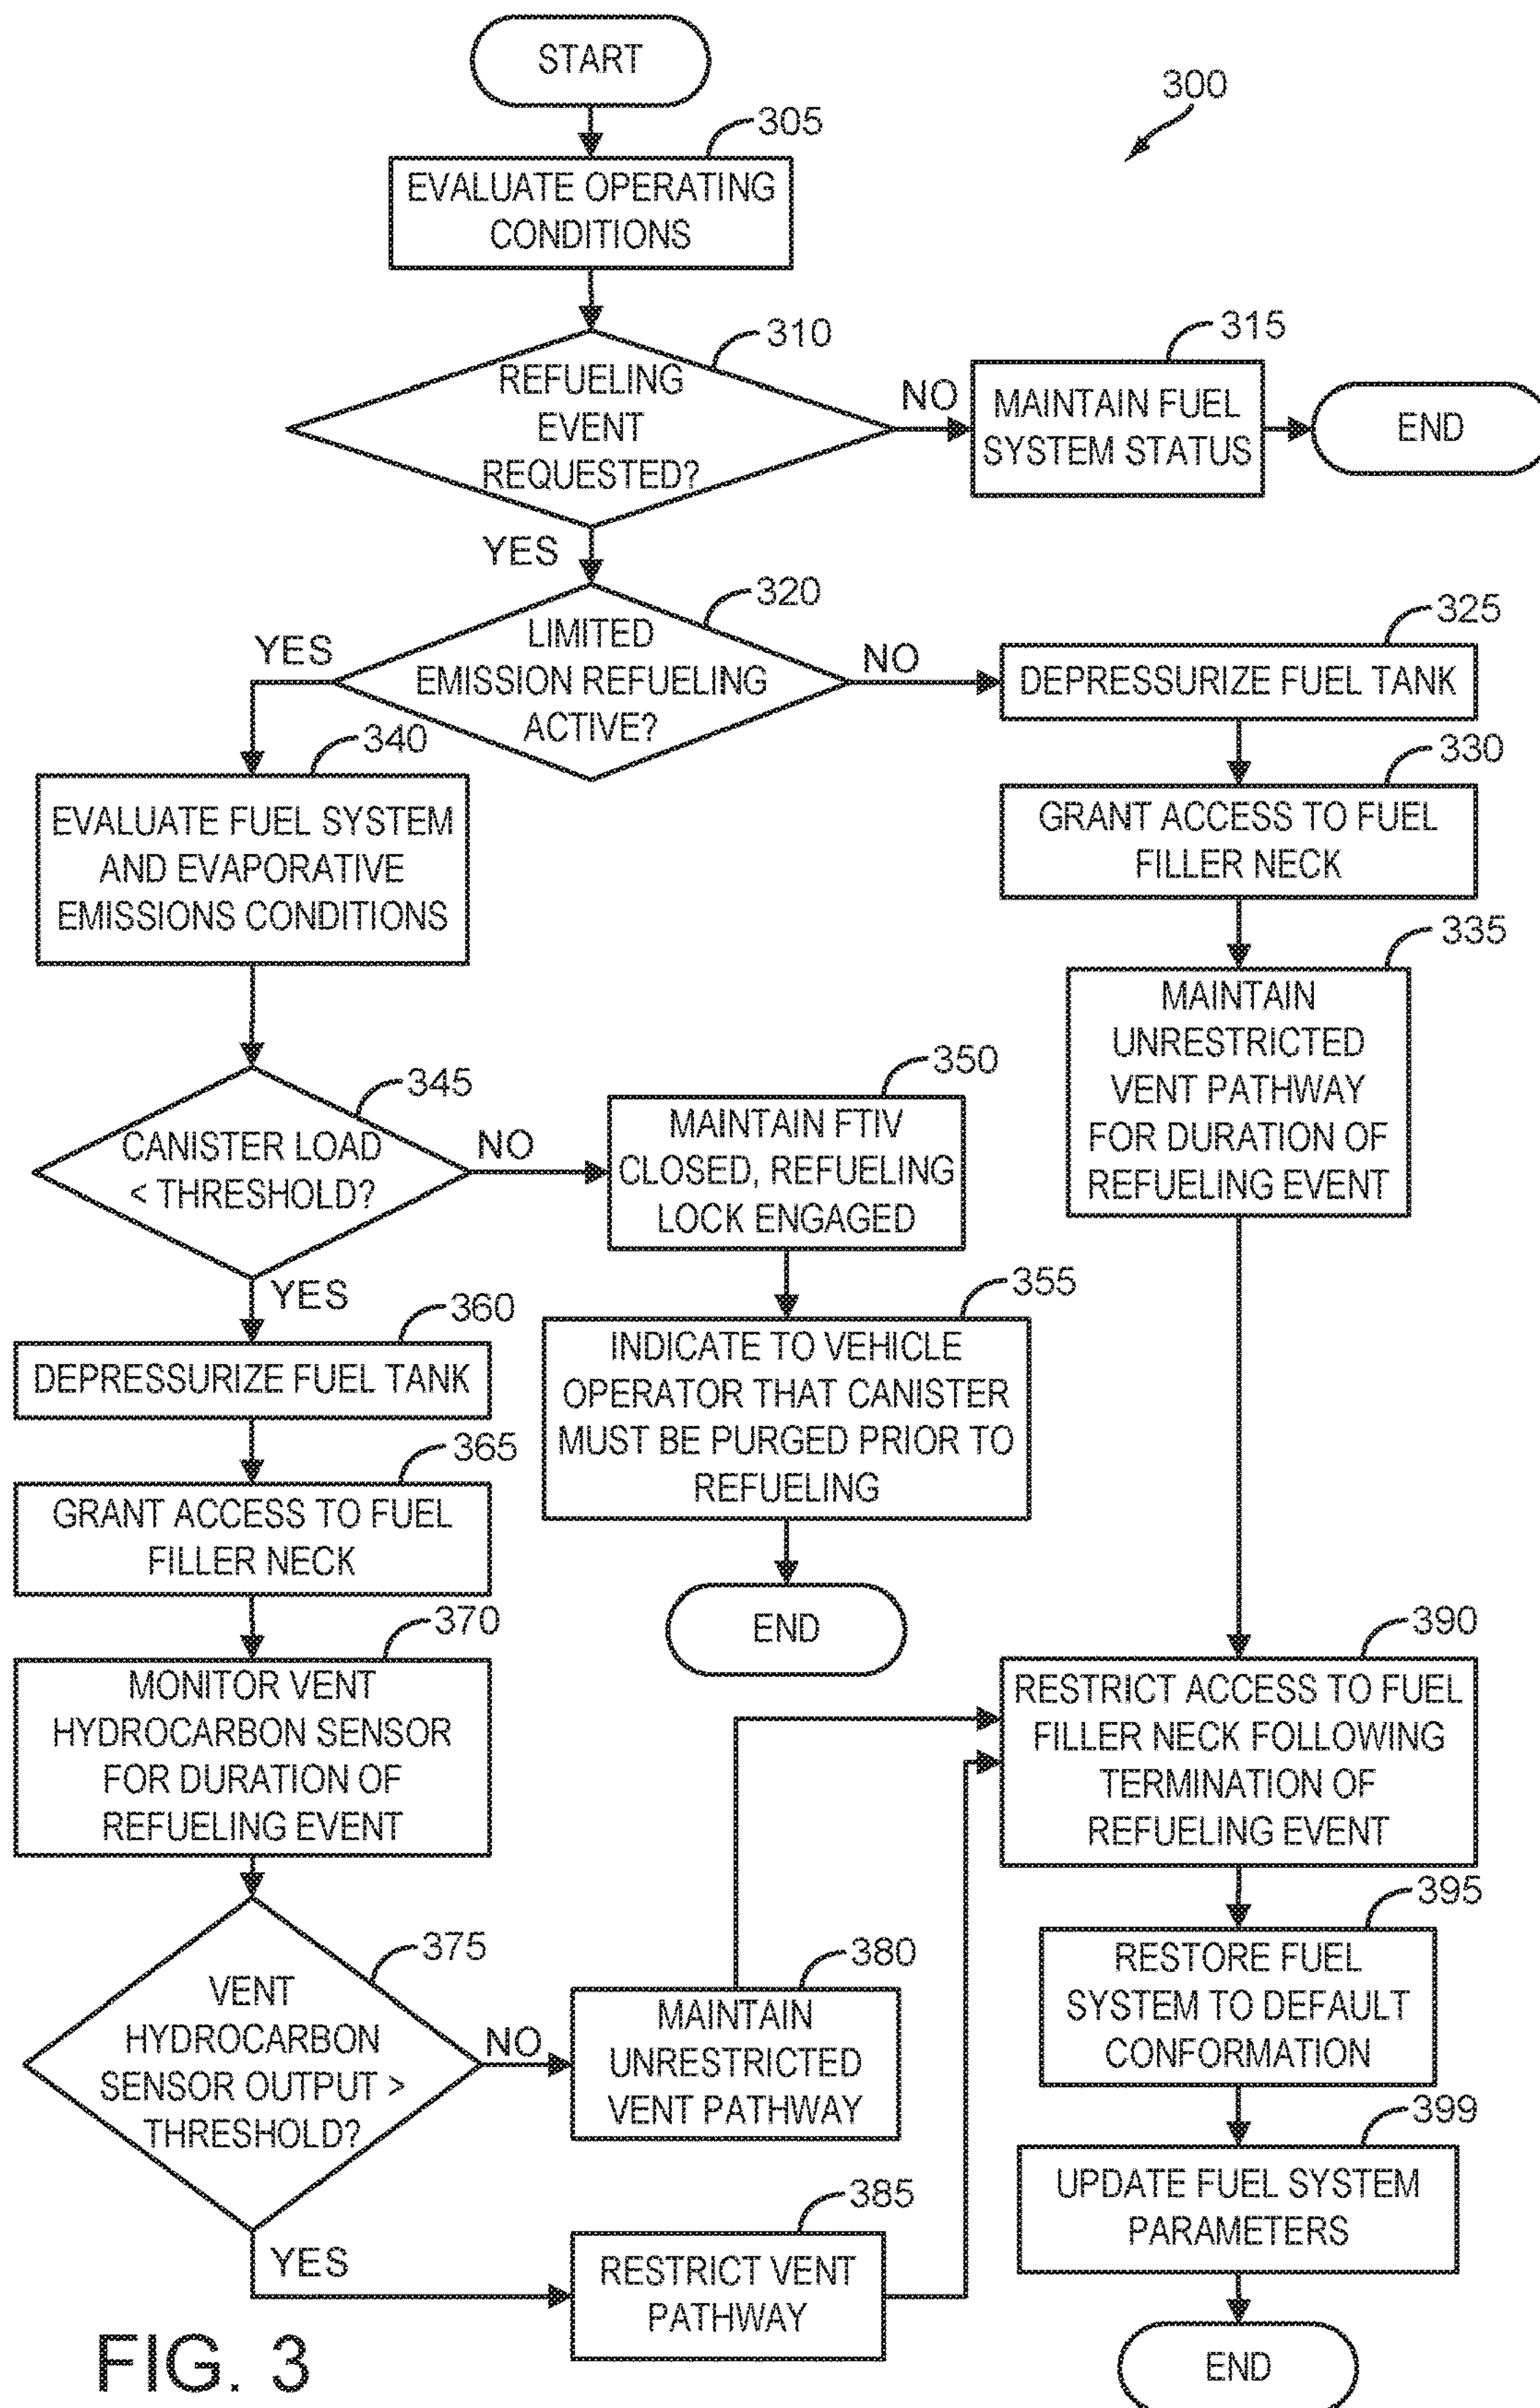 START
300
305
EVALUATE OPERATING
CONDITIONS
310
REFUELING
EVENT
REQUESTED?
NO
315
MAINTAIN FUEL
SYSTEM STATUS
END
YES
320
LIMITED
EMISSION REFUELING
ACTIVE?
YES
NO
325
DEPRESSURIZE FUEL TANK
330
GRANT ACCESS TO FUEL
FILLER NECK
335
MAINTAIN
UNRESTRICTED
VENT PATHWAY
FOR DURATION OF
REFUELING EVENT
340
EVALUATE FUEL SYSTEM
AND EVAPORATIVE
EMISSIONS CONDITIONS
345
CANISTER LOAD
< THRESHOLD?
NO
350
MAINTAIN FTIV
CLOSED, REFUELING
LOCK ENGAGED
355
INDICATE TO VEHICLE
OPERATOR THAT CANISTER
MUST BE PURGED PRIOR TO
REFUELING
END
YES
360
DEPRESSURIZE FUEL TANK
365
GRANT ACCESS TO FUEL
FILLER NECK
370
MONITOR VENT
HYDROCARBON SENSOR
FOR DURATION OF
REFUELING EVENT
375
VENT
HYDROCARBON
SENSOR OUTPUT >
THRESHOLD?
NO
380
MAINTAIN
UNRESTRICTED
VENT PATHWAY
YES
385
RESTRICT VENT
PATHWAY
390
RESTRICT ACCESS TO FUEL
FILLER NECK FOLLOWING
TERMINATION OF
REFUELING EVENT
395
RESTORE FUEL
SYSTEM TO DEFAULT
CONFORMATION
399
UPDATE FUEL SYSTEM
PARAMETERS
END
FIG. 3